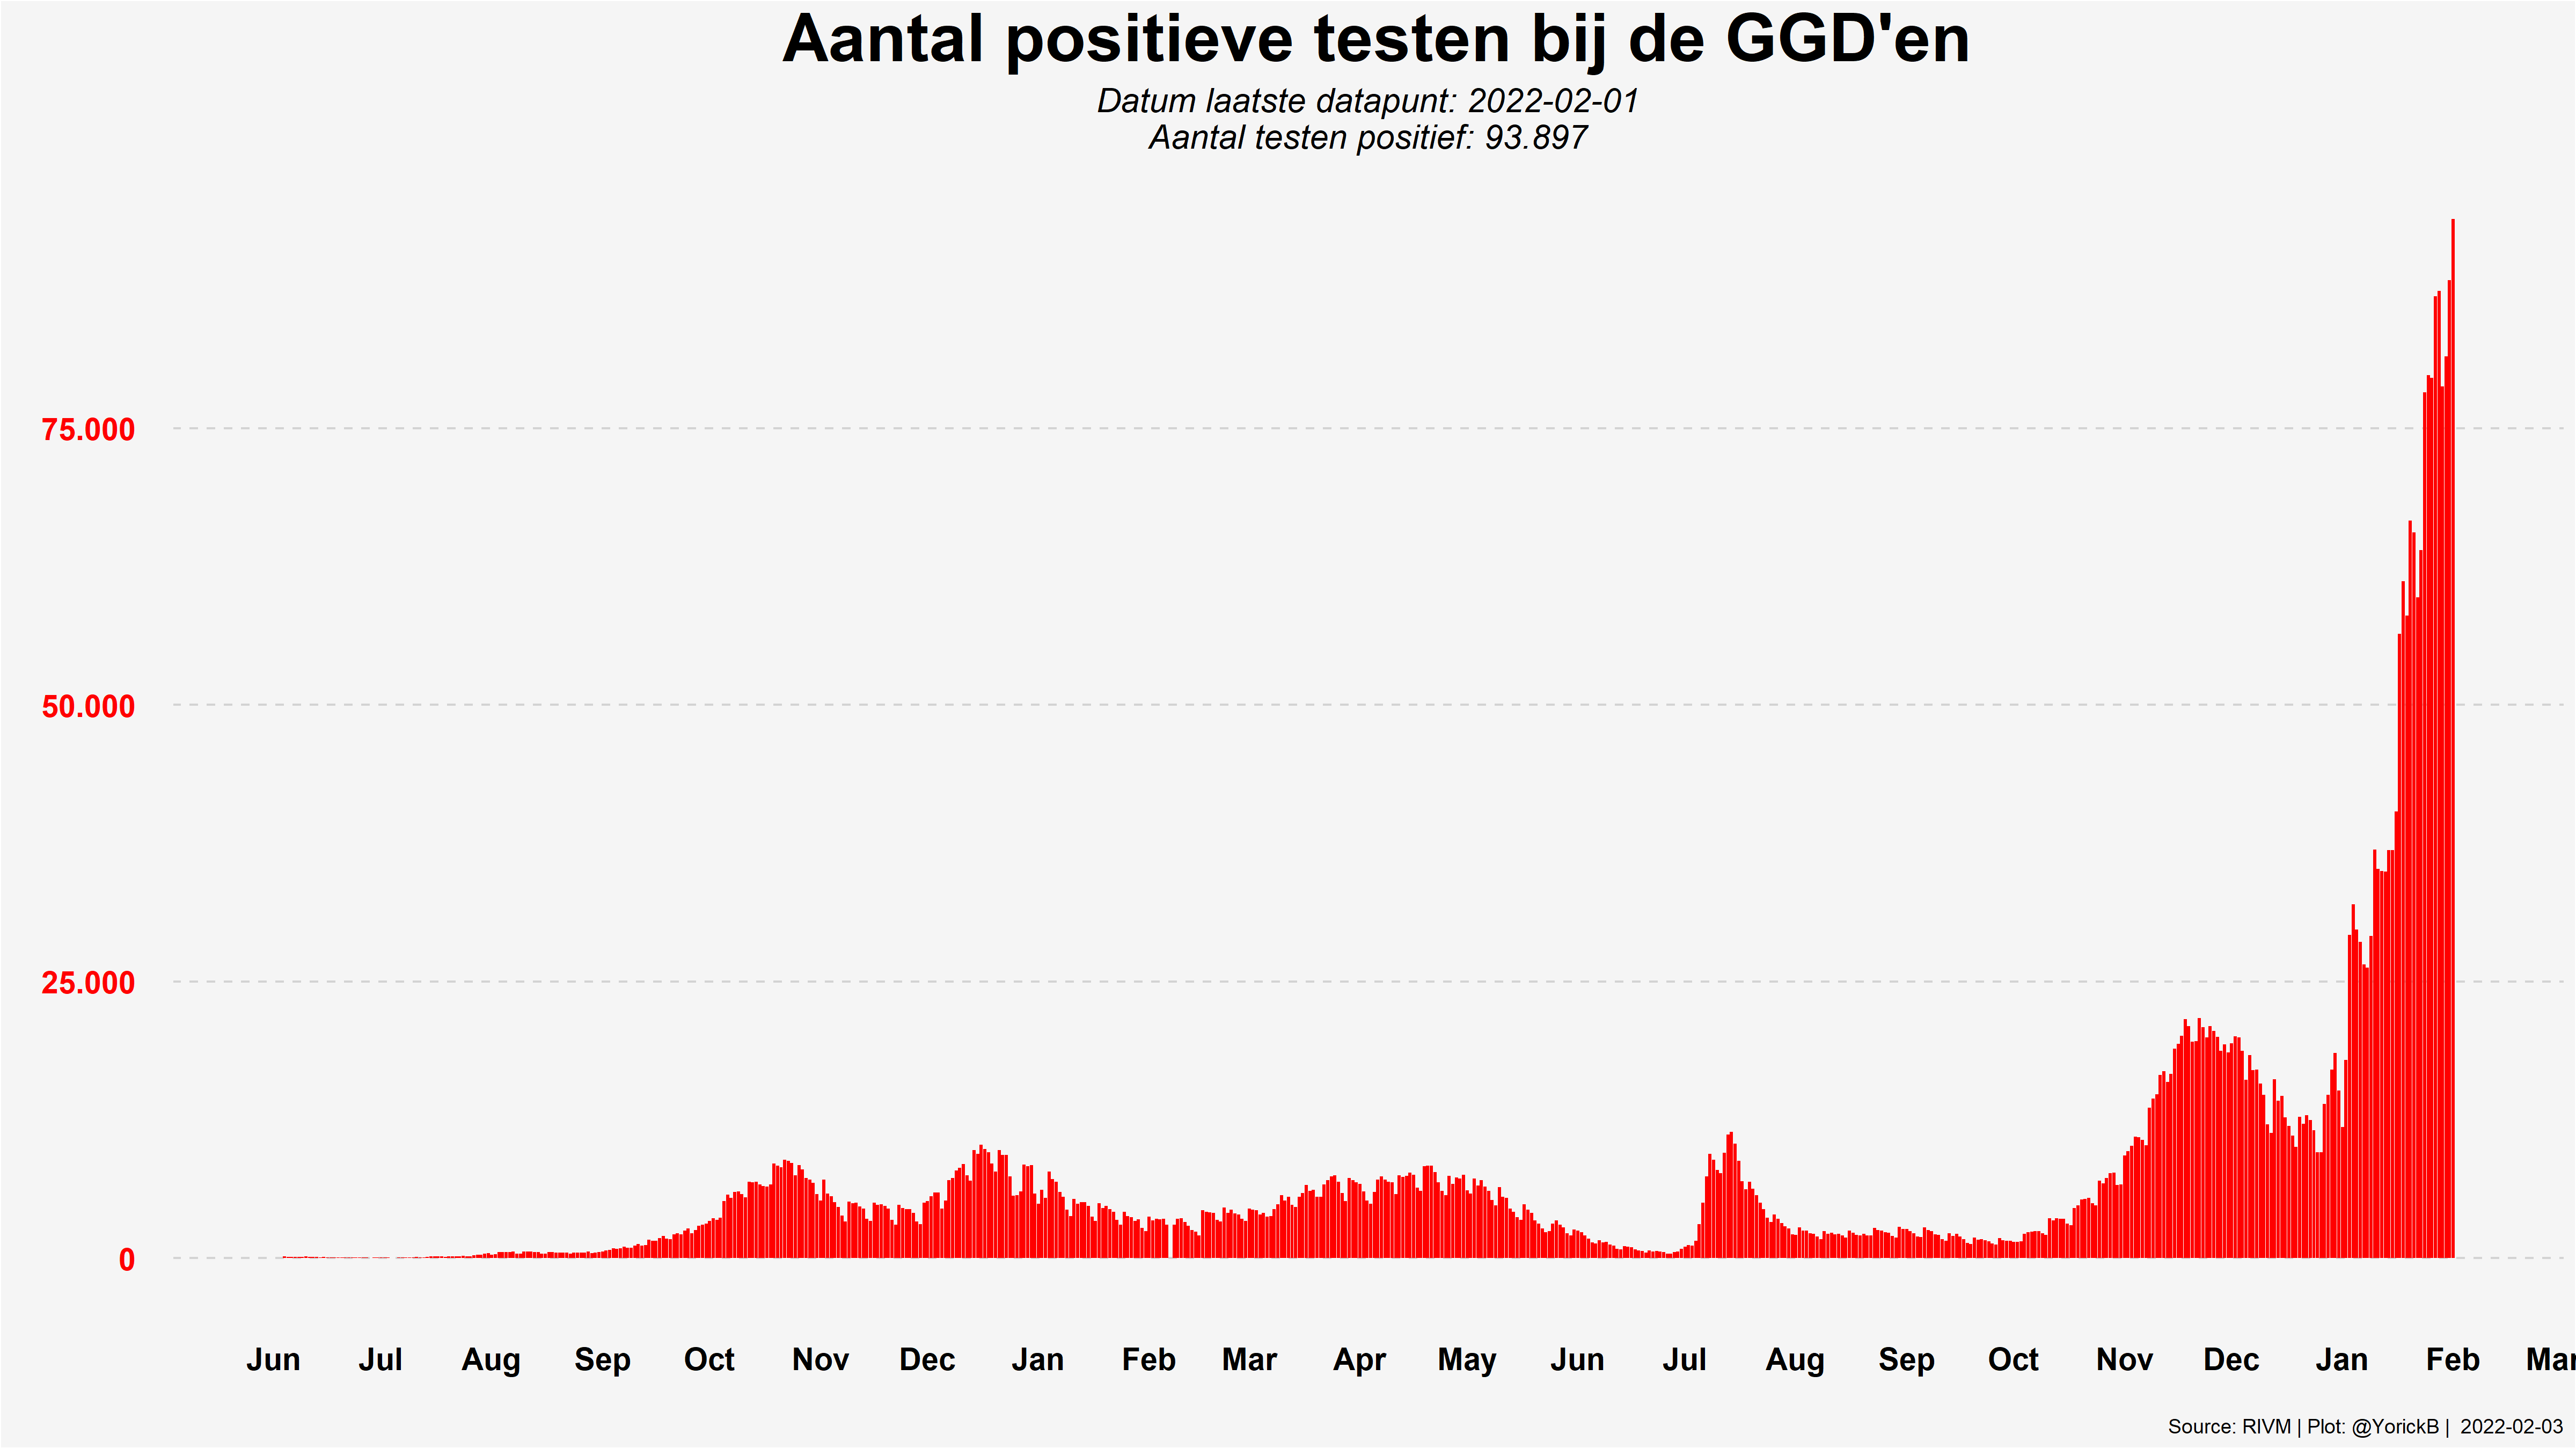 Aantal positieve testen bij de GGD'en
Datum laatste datapunt: 2022-02-01
Aantal testen positief: 93.897
75.000
50.000
25.000
0
Jun Jul Aug Sep Oct Nov Dec Jan Feb Mar Apr May Jun Jul Aug Sep Oct Nov Dec Jan Feb Mar
Source: RIVM | Plot: @YorickB | 2022-02-03